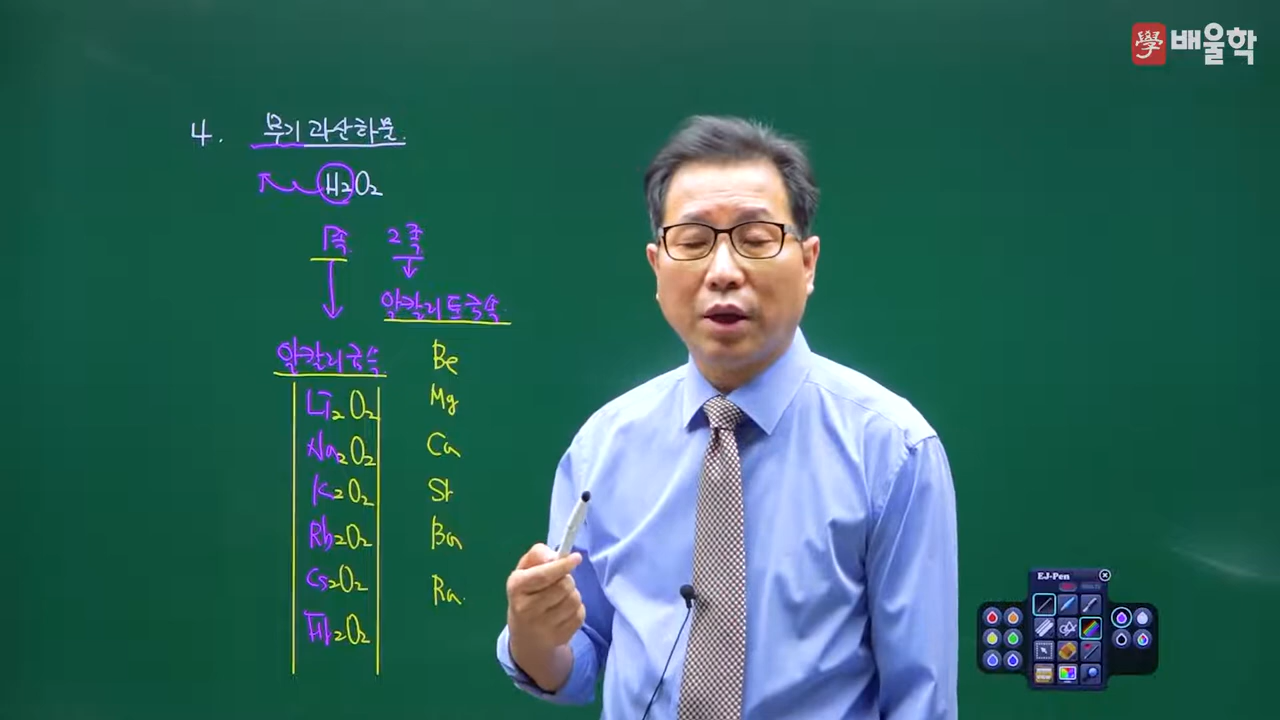 學 배울학
4. 무기과산화물.
H2O2
1족. 2족.
알칼리토금속.
알칼리금속 Be
Li2O2 Mg
Na2O2 Ca
K2O2 Sr
Rb2O2 Ba
Cs2O2 Ra.
Fr2O2
EJ-Pen